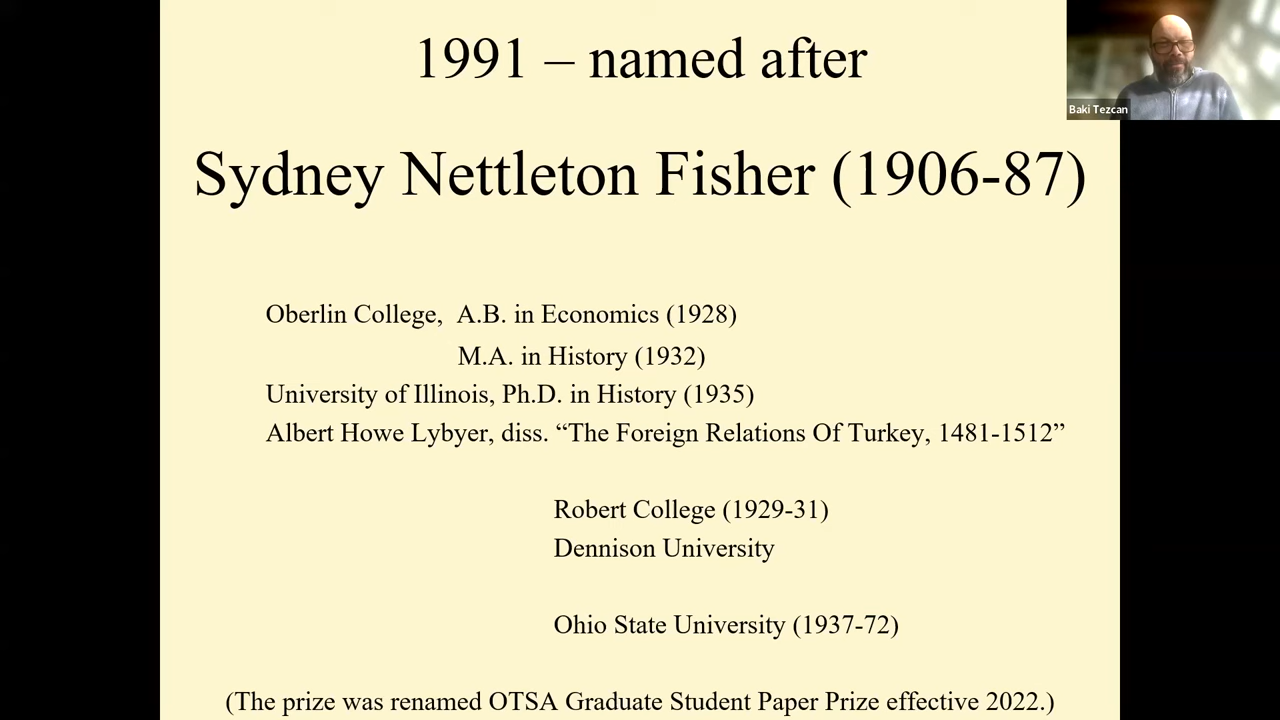 1991 – named after
Sydney Nettleton Fisher (1906-87)
Oberlin College, A.B. in Economics (1928)
M.A. in History (1932)
University of Illinois, Ph.D. in History (1935)
Albert Howe Lybyer, diss. “The Foreign Relations Of Turkey, 1481-1512”
Robert College (1929-31)
Dennison University
Ohio State University (1937-72)
(The prize was renamed OTSA Graduate Student Paper Prize effective 2022.)
Baki Tezcan